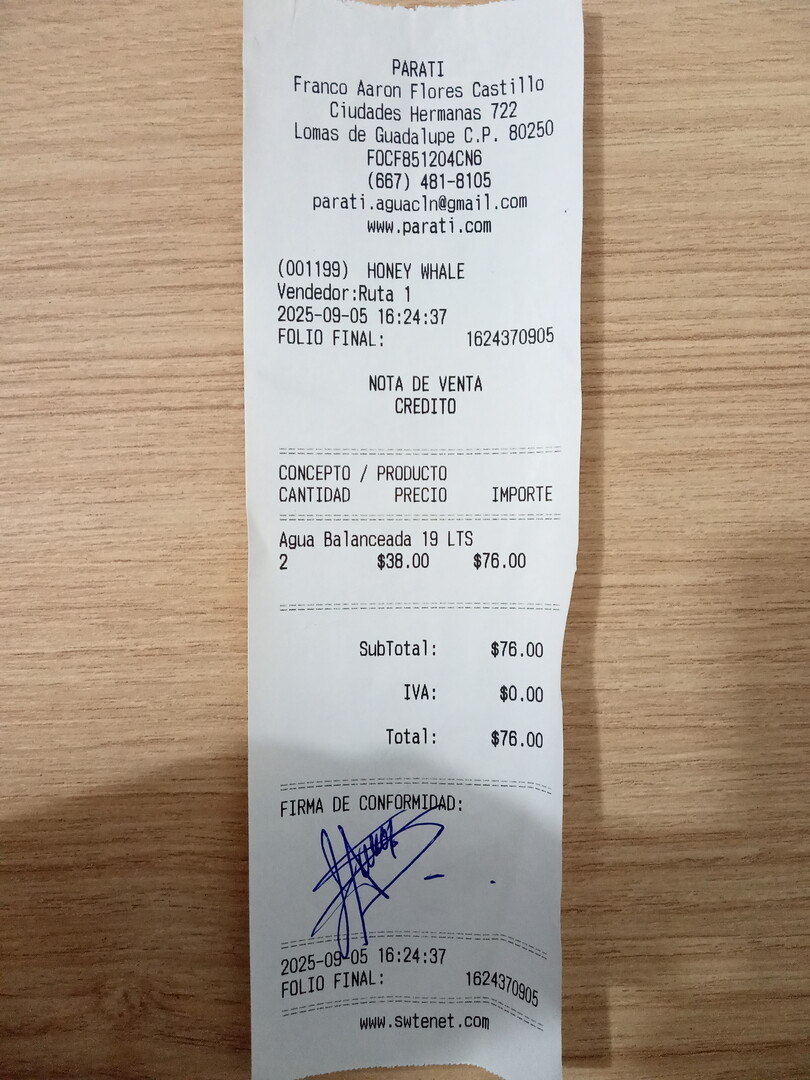 PARATI
Franco Aaron Flores Castillo
Ciudades Hermanas 722
Lomas de Guadalupe C.P. 80250
FOCF851204CN6
(667) 481-8105
parati.aguacln@gmail.com
www.parati.com
(001199) HONEY WHALE
Vendedor:Ruta 1
2025-09-05 16:24:37
FOLIO FINAL: 1624370905
NOTA DE VENTA
CREDITO
CONCEPTO / PRODUCTO
CANTIDAD PRECIO IMPORTE
Agua Balanceada 19 LTS
2 $38.00 $76.00
SubTotal: $76.00
IVA: $0.00
Total: $76.00
FIRMA DE CONFORMIDAD:
2025-09-05 16:24:37
FOLIO FINAL: 1624370905
www.swtenet.com